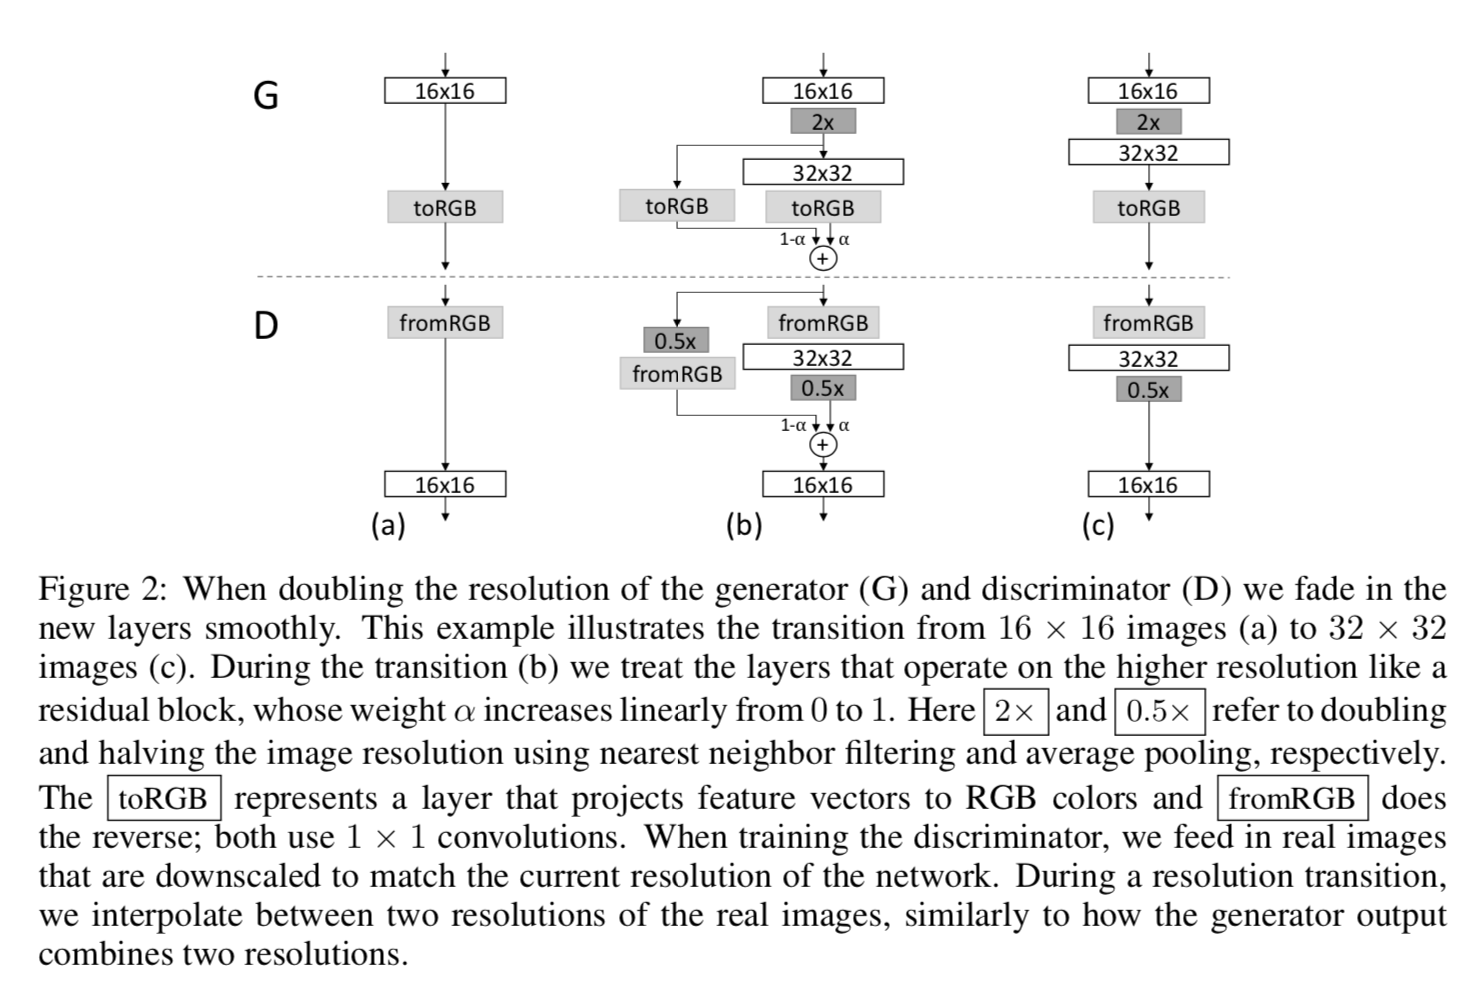 G
16x16
toRGB
16x16
2x
32x32
toRGB
toRGB
1-α
α
+
16x16
2x
32x32
toRGB
D
fromRGB
16x16
(a)
0.5x
fromRGB
fromRGB
32x32
0.5x
1-α
α
+
16x16
(b)
fromRGB
32x32
0.5x
16x16
(c)
Figure 2: When doubling the resolution of the generator (G) and discriminator (D) we fade in the
new layers smoothly. This example illustrates the transition from 16 × 16 images (a) to 32 × 32
images (c). During the transition (b) we treat the layers that operate on the higher resolution like a
residual block, whose weight α increases linearly from 0 to 1. Here 2× and 0.5× refer to doubling
and halving the image resolution using nearest neighbor filtering and average pooling, respectively.
The toRGB represents a layer that projects feature vectors to RGB colors and fromRGB does
the reverse; both use 1 × 1 convolutions. When training the discriminator, we feed in real images
that are downscaled to match the current resolution of the network. During a resolution transition,
we interpolate between two resolutions of the real images, similarly to how the generator output
combines two resolutions.